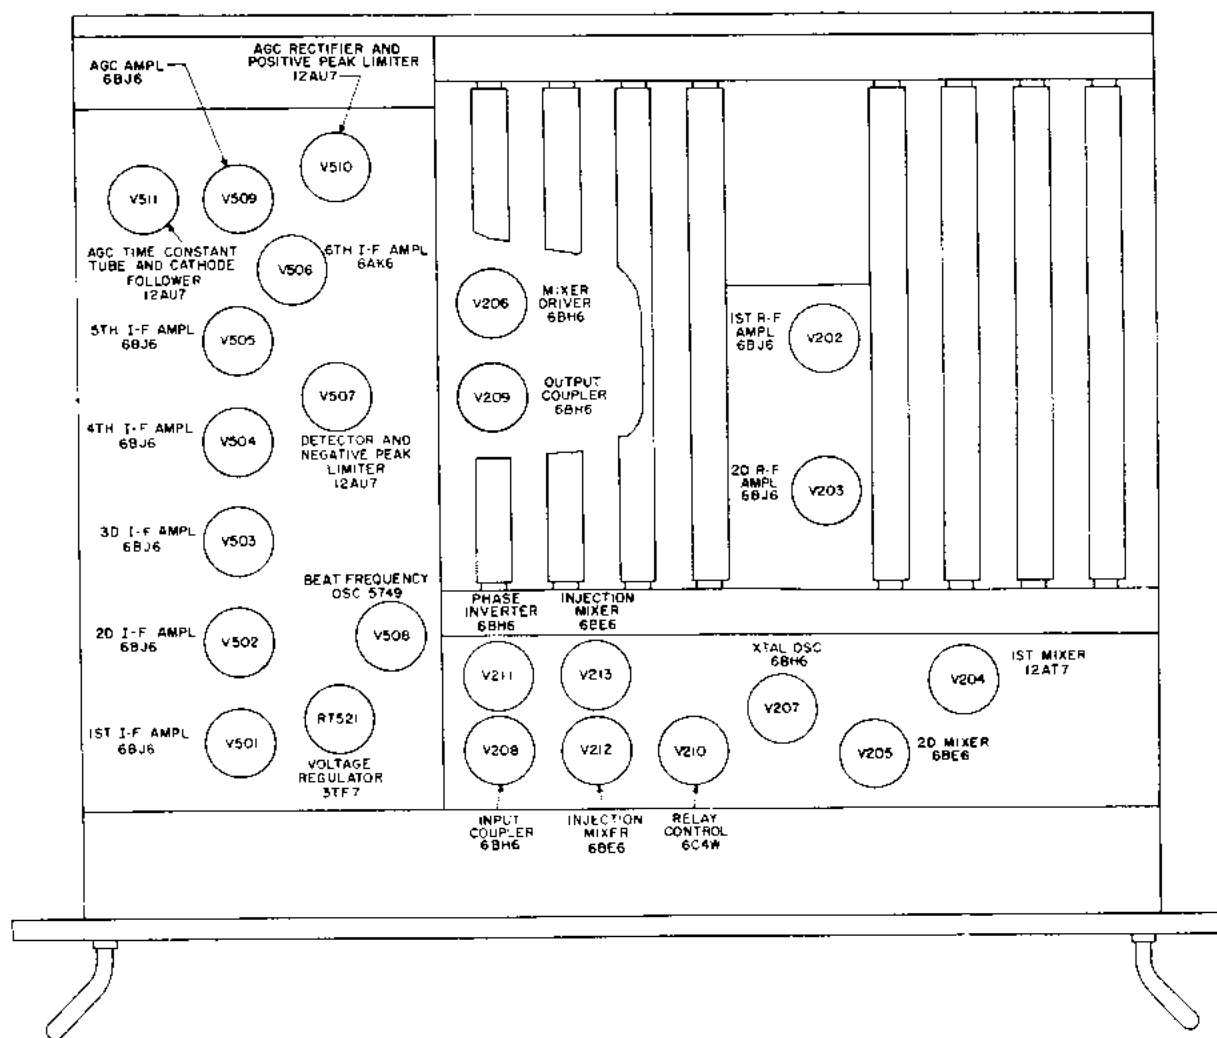 AGC RECTIFIER AND
POSITIVE PEAK LIMITER
12AU7
AGC AMPL
6BJ6
V510
V511
V509
AGC TIME CONSTANT
TUBE AND CATHODE
FOLLOWER
12AU7
6TH I-F AMPL
6AK6
V506
5TH I-F AMPL
6BJ6
V505
V507
DETECTOR AND
NEGATIVE PEAK
LIMITER
12AU7
4TH I-F AMPL
6BJ6
V504
3D I-F AMPL
6BJ6
V503
BEAT FREQUENCY
OSC 5749
V508
2D I-F AMPL
6BJ6
V502
1ST I-F AMPL
6BJ6
V501
RT521
VOLTAGE
REGULATOR
3TF7
V206
MIXER
DRIVER
6BH6
V209
OUTPUT
COUPLER
6BH6
1ST R-F
AMPL
6BJ6
V202
2D R-F
AMPL
6BJ6
V203
PHASE
INVERTER
6BH6
INJECTION
MIXER
6BE6
V211
V213
XTAL OSC
6BH6
V207
V204
1ST MIXER
12AT7
V208
V212
V210
V205
2D MIXER
6BE6
INPUT
COUPLER
6BH6
INJECTION
MIXER
6BE6
RELAY
CONTROL
6C4W